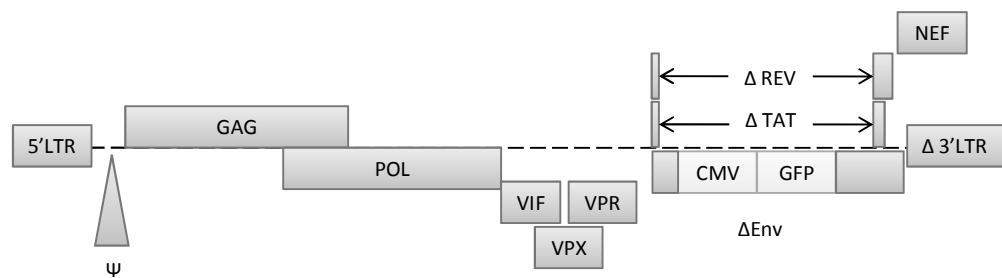 NEF
Δ REV
GAG
Δ TAT
5'LTR
Δ 3'LTR
POL
CMV
GFP
VIF
VPR
VPX
ΔEnv
Ψ